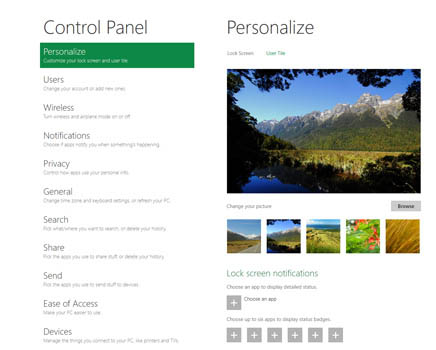 Control Panel
Personalize
Customize your lock screen and user tile.
Users
Change your account or add new ones.
Wireless
Turn wireless and airplane mode on or off.
Notifications
Choose if apps notify you when something's happening.
Privacy
Control how apps use your personal info.
General
Change time zone and keyboard settings, or refresh your PC.
Search
Pick what/where you want to search, or delete your history.
Share
Pick the apps you use to share stuff, or delete your history.
Send
Pick the apps you use to send stuff to devices.
Ease of Access
Make your PC easier to use.
Devices
Manage the things you connect to your PC, like printers and TVs.
Personalize
Lock Screen
User Tile
Change your picture
Browse
Lock screen notifications
Choose an app to display detailed status.
Choose an app
Choose up to six apps to display status badges.